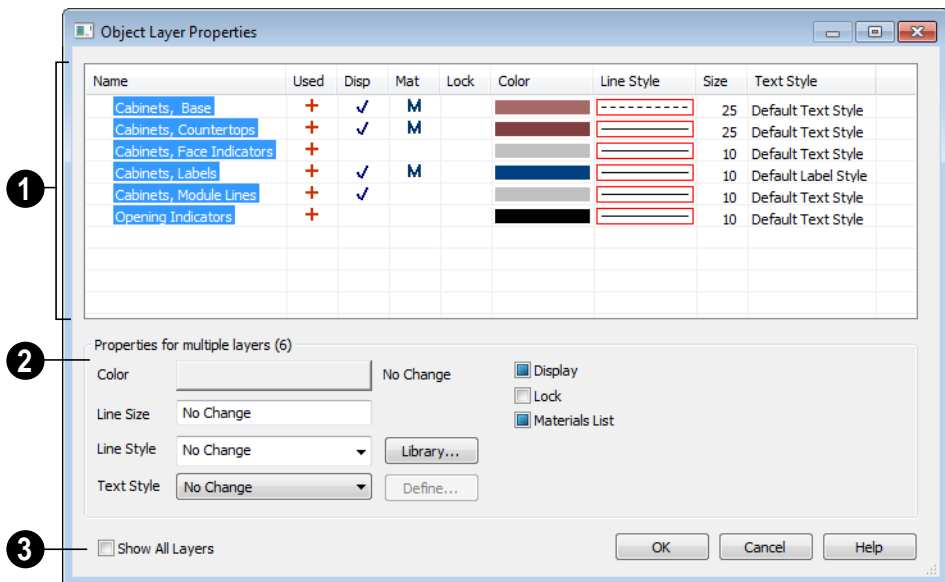 Object Layer Properties
Name Used Disp Mat Lock Color Line Style Size Text Style
Cabinets, Base + ✓ M 25 Default Text Style
Cabinets, Countertops + ✓ M 25 Default Text Style
Cabinets, Face Indicators + 10 Default Text Style
Cabinets, Labels + ✓ M 10 Default Label Style
Cabinets, Module Lines + ✓ 10 Default Text Style
Opening Indicators + 10 Default Text Style
1
Properties for multiple layers (6)
2
Color No Change Display
Lock
Line Size No Change Materials List
Line Style No Change Library...
Text Style No Change Define...
3 Show All Layers OK Cancel Help